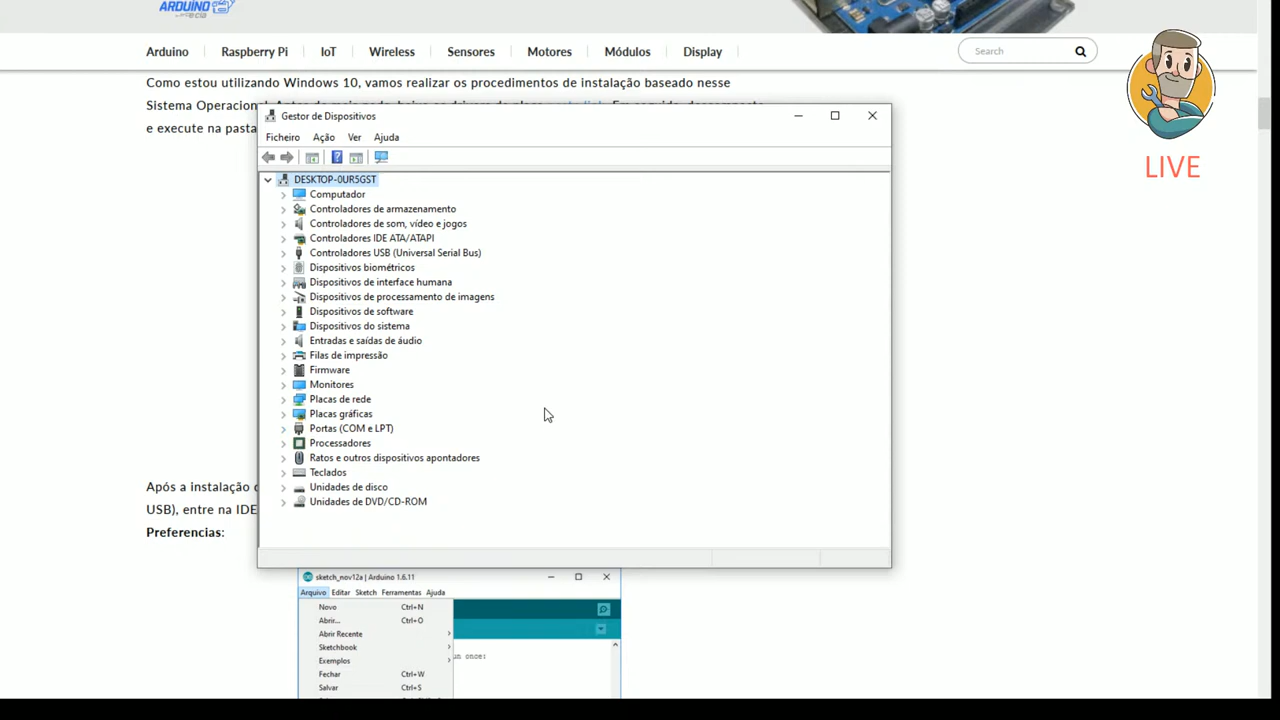 ARDUINO
Arduino
Raspberry Pi
IoT
Wireless
Sensores
Motores
Módulos
Display
Search
LIVE
Como estou utilizando Windows 10, vamos realizar os procedimentos de instalação baseado nesse
Sistema Operacional.
e execute na pasta
Gestor de Dispositivos
Ficheiro
Ação
Ver
Ajuda
DESKTOP-0UR5GST
Computador
Controladores de armazenamento
Controladores de som, vídeo e jogos
Controladores IDE ATA/ATAPI
Controladores USB (Universal Serial Bus)
Dispositivos biométricos
Dispositivos de interface humana
Dispositivos de processamento de imagens
Dispositivos de software
Dispositivos do sistema
Entradas e saídas de áudio
Filas de impressão
Firmware
Monitores
Placas de rede
Placas gráficas
Portas (COM e LPT)
Processadores
Ratos e outros dispositivos apontadores
Teclados
Unidades de disco
Unidades de DVD/CD-ROM
Após a instalação
USB), entre na IDE
Preferencias:
sketch_nov12a | Arduino 1.6.11
Arquivo Editar Sketch Ferramentas Ajuda
Novo Ctrl+N
Abrir... Ctrl+O
Abrir Recente
Sketchbook
Exemplos
Fechar Ctrl+W
Salvar Ctrl+S
un once: